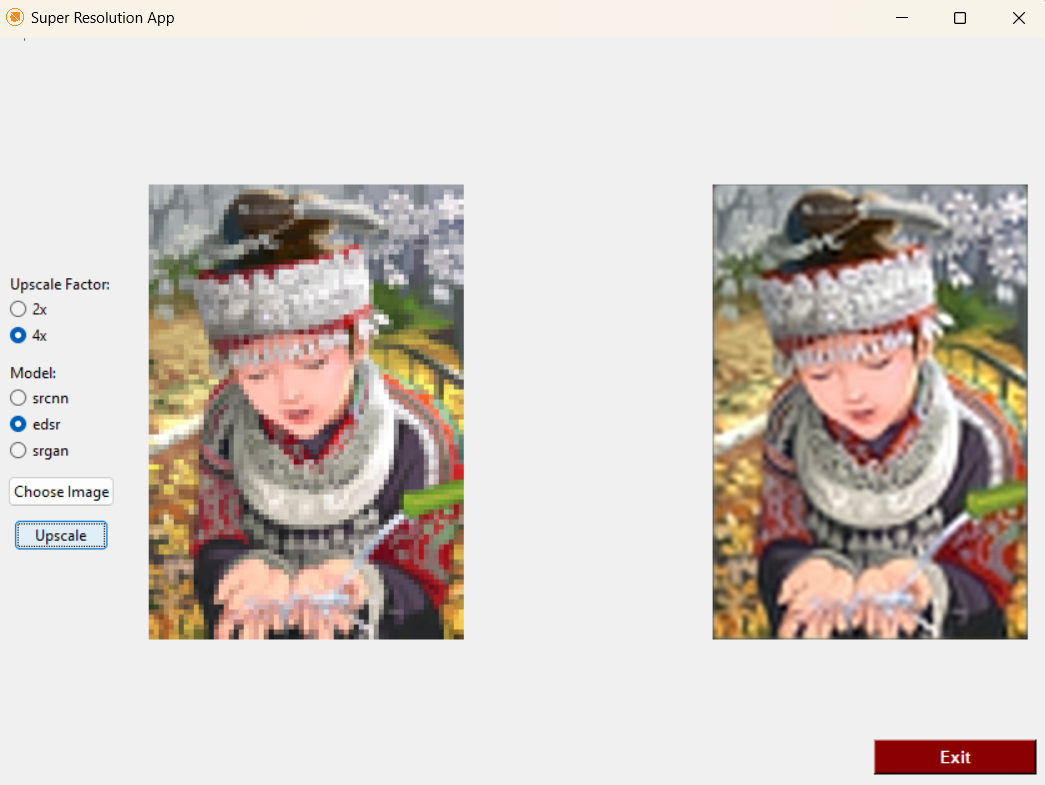 Super Resolution App
Upscale Factor:
2x
4x
Model:
srcnn
edsr
srgan
Choose Image
Upscale
Exit